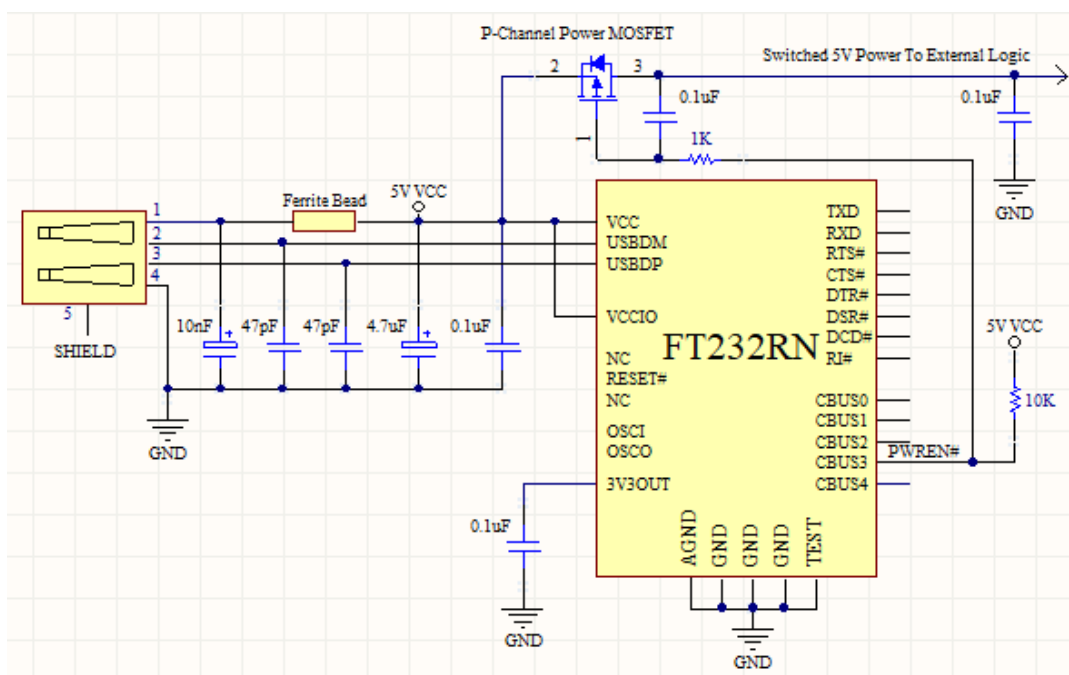 P-Channel Power MOSFET
2
3
Switched 5V Power To External Logic
0.1uF
0.1uF
1
1K
GND
Ferrite Bead
5V VCC
1
2
3
4
5
SHIELD
10nF
+
47pF
47pF
4.7uF
+
0.1uF
GND
VCC
USBDM
USBDP
VCCIO
NC
RESET#
NC
OSCI
OSCO
3V3OUT
FT232RN
TXD
RXD
RTS#
CTS#
DTR#
DSR#
DCD#
RI#
CBUS0
CBUS1
CBUS2
CBUS3
CBUS4
PWREN#
5V VCC
10K
0.1uF
GND
AGND
GND
GND
GND
TEST
GND